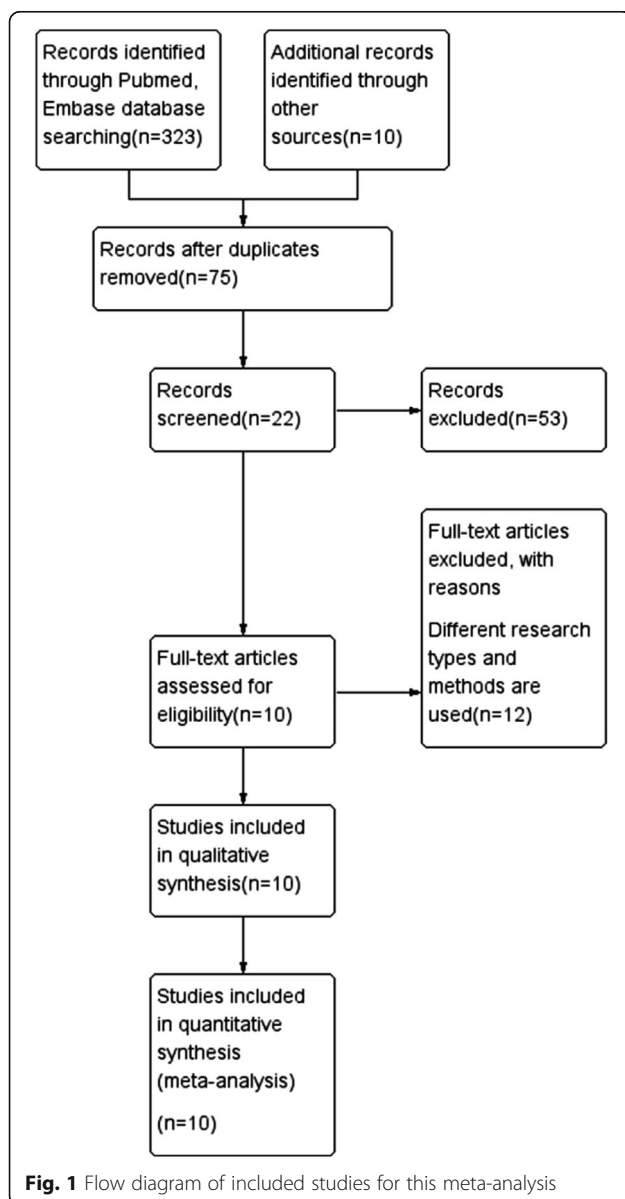 Records identified
through Pubmed,
Embase database
searching(n=323)
Additional records
identified through
other
sources(n=10)
Records after duplicates
removed(n=75)
Records
screened(n=22)
Records
excluded(n=53)
Full-text articles
assessed for
eligibility(n=10)
Full-text articles
excluded, with
reasons
Different research
types and
methods are
used(n=12)
Studies included
in qualitative
synthesis(n=10)
Studies included
in quantitative
synthesis
(meta-analysis)
(n=10)
Fig. 1 Flow diagram of included studies for this meta-analysis